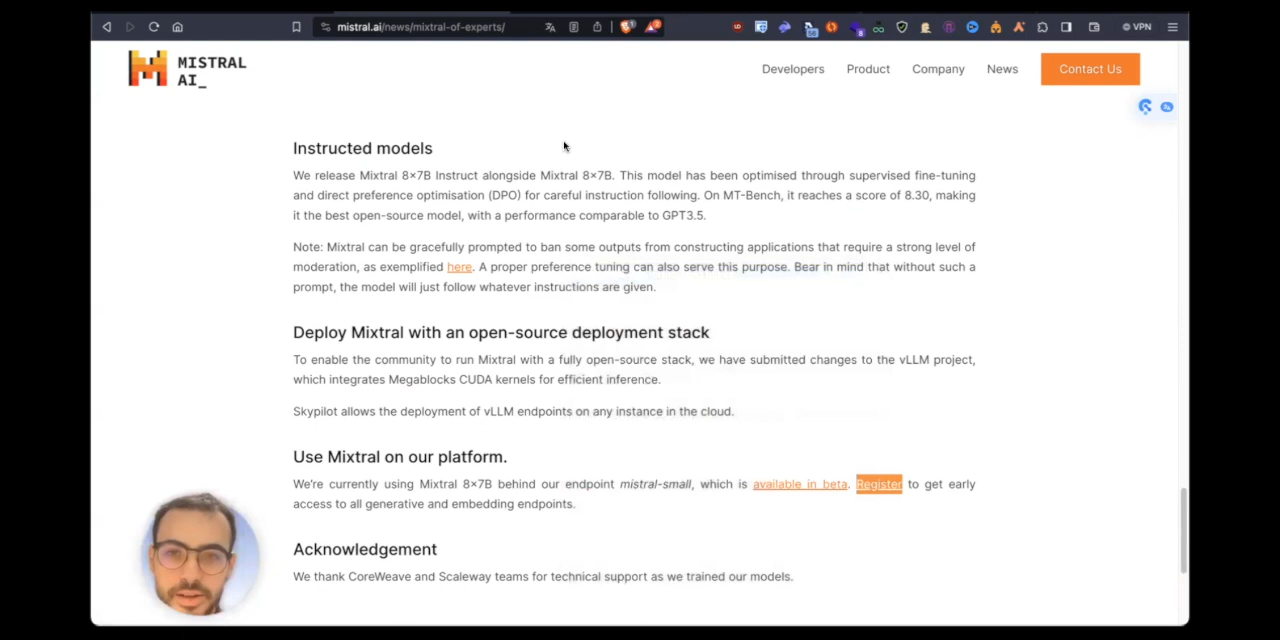 mistral.ai/news/mixtral-of-experts/
VPN
MISTRAL
AI_
Developers
Product
Company
News
Contact Us
Instructed models
We release Mixtral 8×7B Instruct alongside Mixtral 8×7B. This model has been optimised through supervised fine-tuning
and direct preference optimisation (DPO) for careful instruction following. On MT-Bench, it reaches a score of 8.30, making
it the best open-source model, with a performance comparable to GPT3.5.
Note: Mixtral can be gracefully prompted to ban some outputs from constructing applications that require a strong level of
moderation, as exemplified here. A proper preference tuning can also serve this purpose. Bear in mind that without such a
prompt, the model will just follow whatever instructions are given.
Deploy Mixtral with an open-source deployment stack
To enable the community to run Mixtral with a fully open-source stack, we have submitted changes to the vLLM project,
which integrates Megablocks CUDA kernels for efficient inference.
Skypilot allows the deployment of vLLM endpoints on any instance in the cloud.
Use Mixtral on our platform.
We're currently using Mixtral 8×7B behind our endpoint mistral-small, which is available in beta. Register to get early
access to all generative and embedding endpoints.
Acknowledgement
We thank CoreWeave and Scaleway teams for technical support as we trained our models.